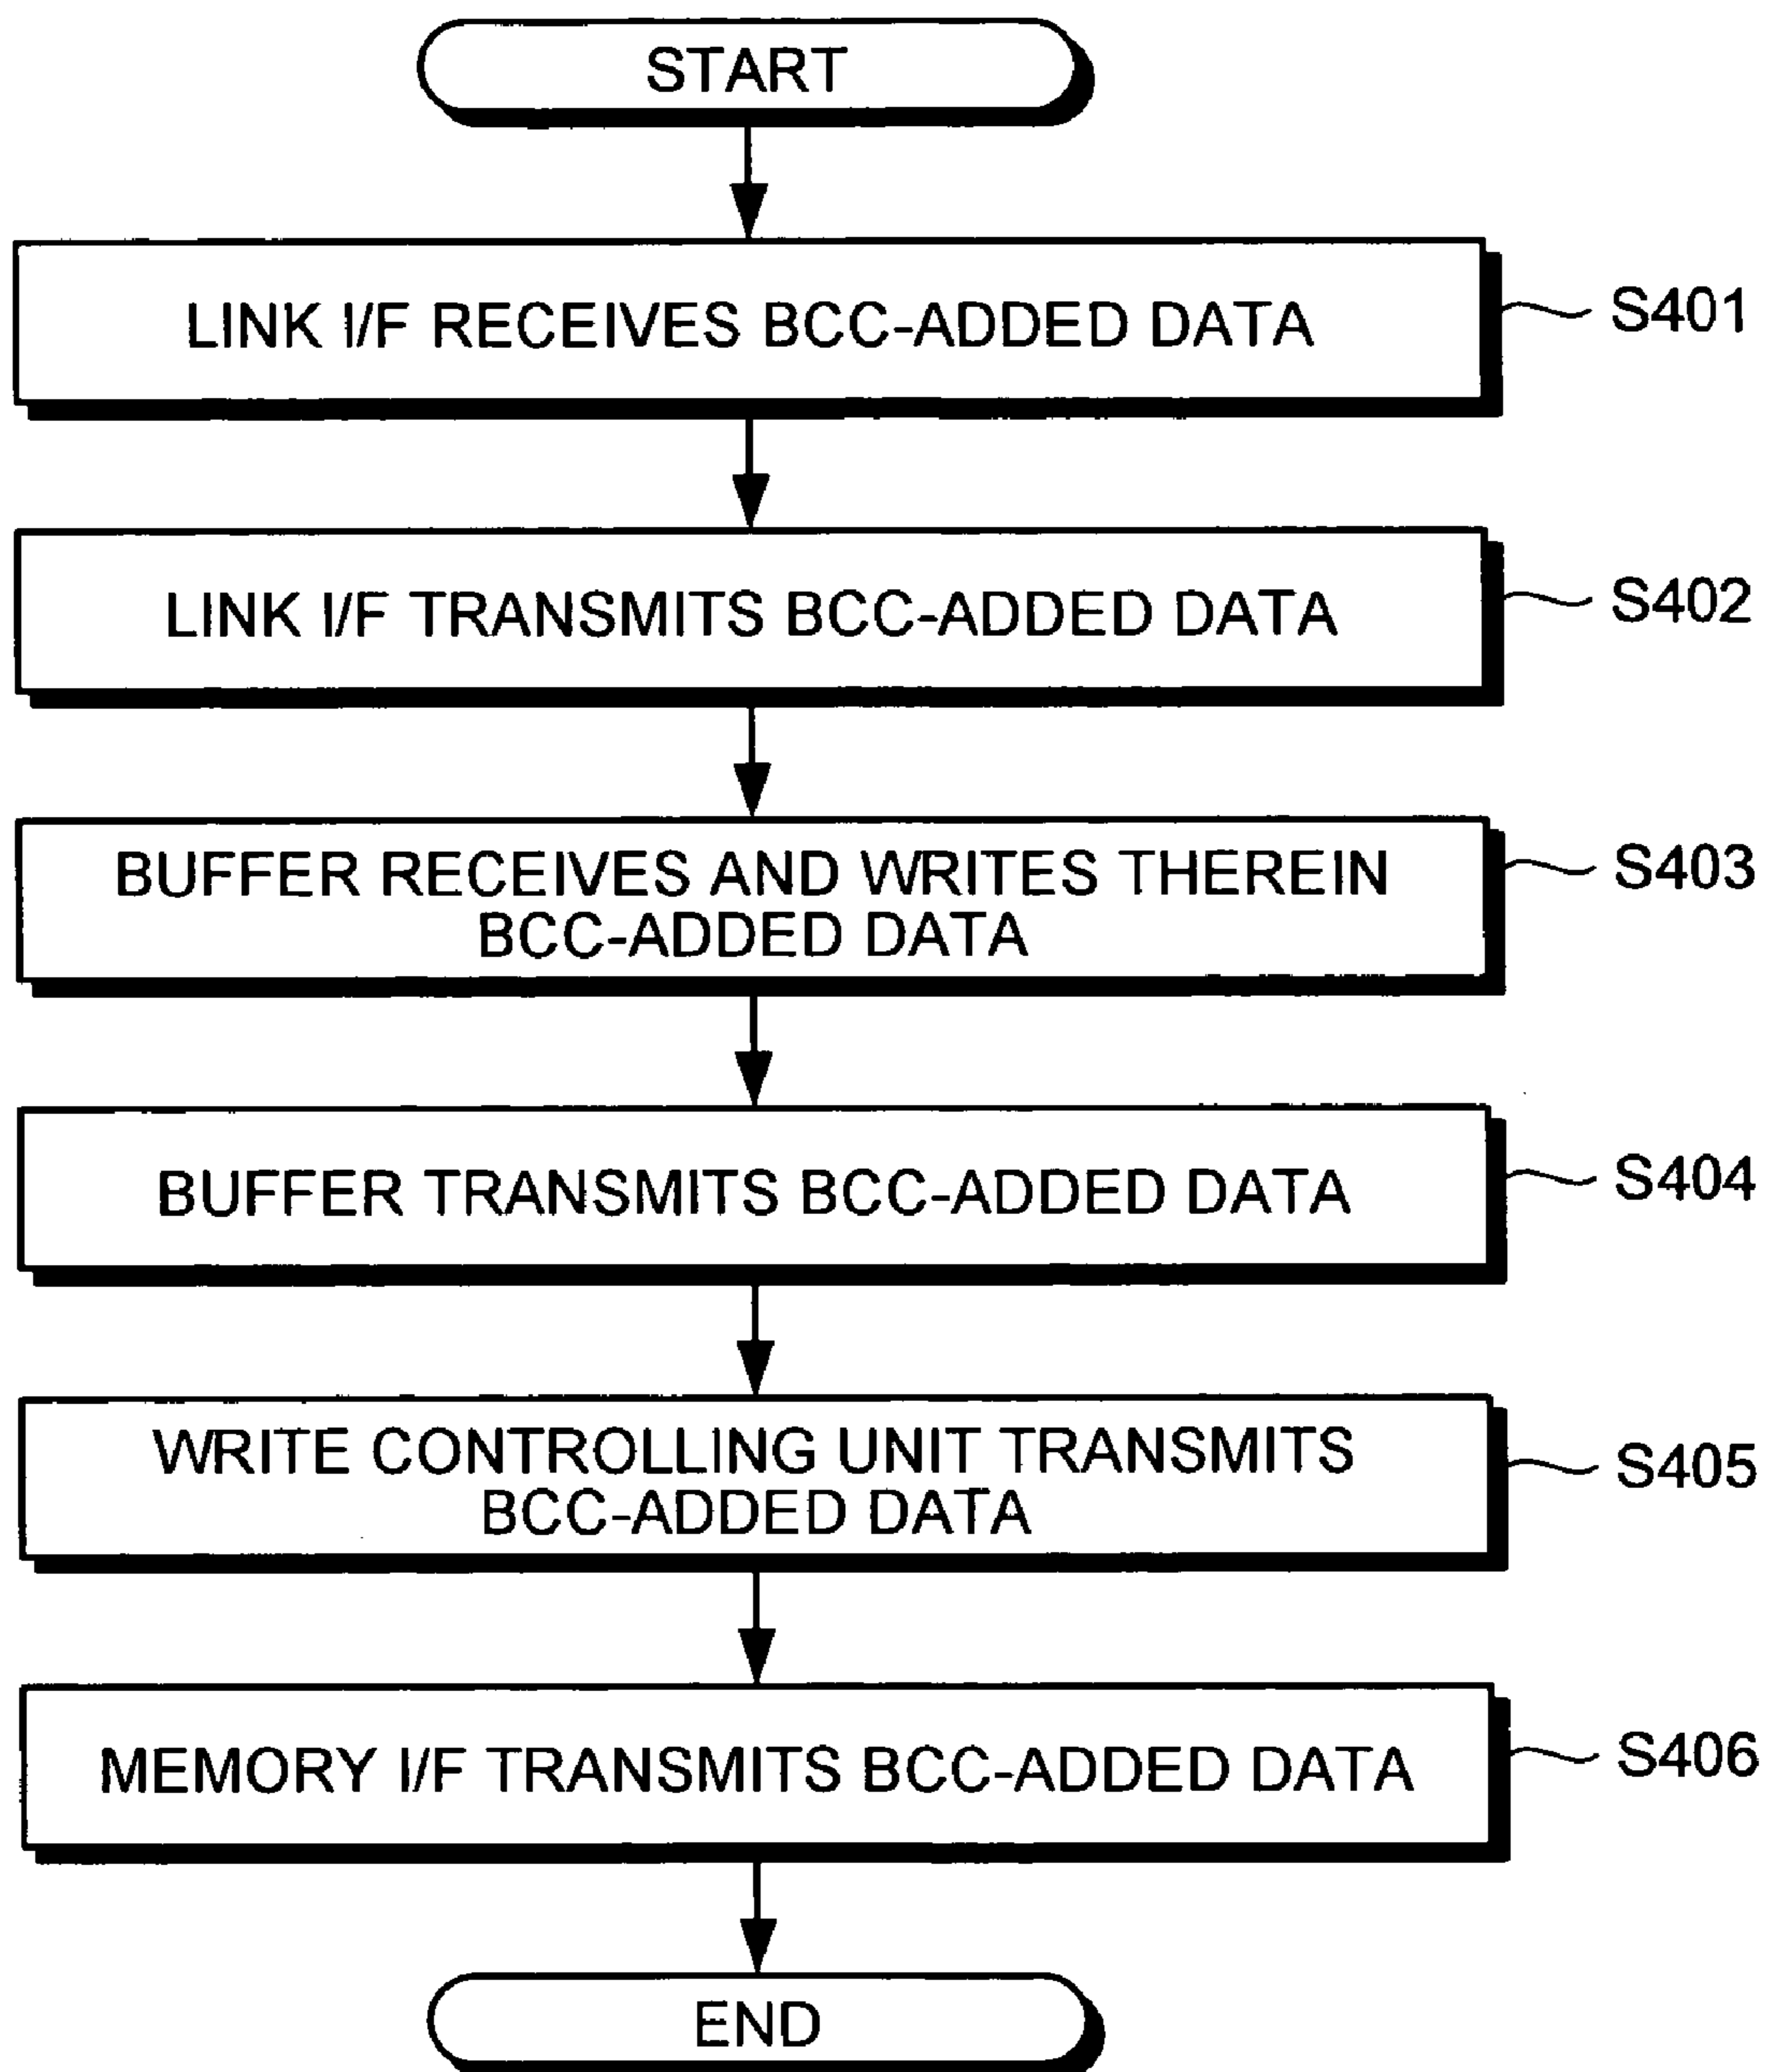 START
LINK I/F RECEIVES BCC-ADDED DATA
S401
LINK I/F TRANSMITS BCC-ADDED DATA
S402
BUFFER RECEIVES AND WRITES THEREIN
BCC-ADDED DATA
S403
BUFFER TRANSMITS BCC-ADDED DATA
S404
WRITE CONTROLLING UNIT TRANSMITS
BCC-ADDED DATA
S405
MEMORY I/F TRANSMITS BCC-ADDED DATA
S406
END